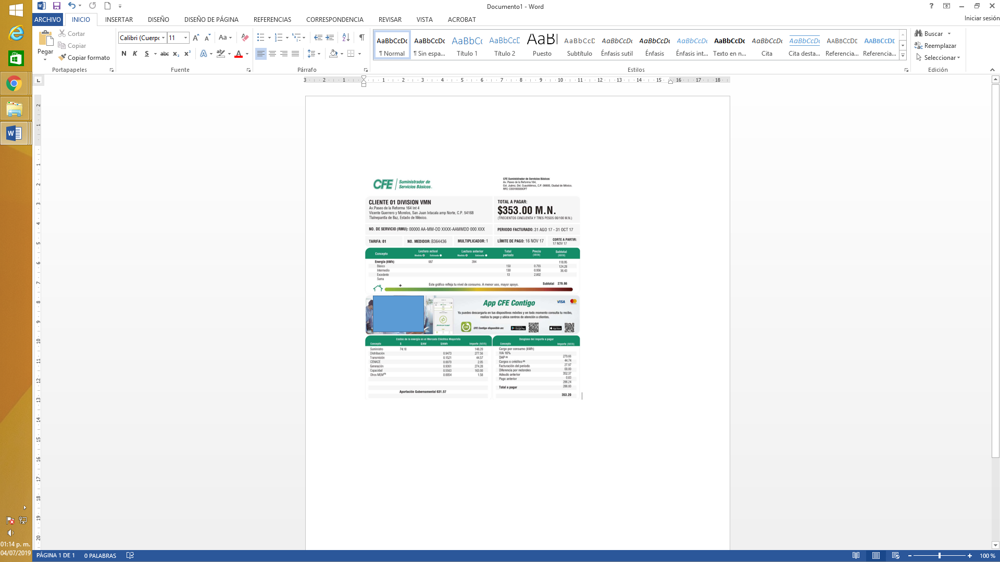 Documento1 - Word
ARCHIVO INICIO INSERTAR DISEÑO DISEÑO DE PÁGINA REFERENCIAS CORRESPONDENCIA REVISAR VISTA ACROBAT
Iniciar sesión
Pegar
Cortar
Copiar
Copiar formato
Portapapeles
Calibri (Cuerpo 11
N K S abc x₂ x²
Fuente
Párrafo
AaBbCcDc AaBbCcDc AaBbC( AaBbCcD AaBl AaBbCcD AaBbCcDc AaBbCcDc AaBbCcDc AaBbCcDc AaBbCcDc AaBbCcDc AABBCCDE AABBCCDE
¶ Normal ¶ Sin espa... Título 1 Título 2 Puesto Subtítulo Énfasis sutil Énfasis Énfasis int... Texto en n... Cita Cita desta... Referencia... Referencia...
Estilos
Buscar
Reemplazar
Seleccionar
Edición
3 2 1 1 2 3 4 5 6 7 8 9 10 11 12 13 14 15 16 17 18
CFE Suministrador de
Servicios Básicos
CFE Suministrador de Servicios Básicos
Av. Paseo de la Reforma 164,
Col. Juárez, Del. Cuauhtémoc, C.P. 06600, Ciudad de México.
CLIENTE 01 DIVISION VMN
Av.Paseo de la Reforma 164 Int 4
Vicente Guerrero y Morelos, San Juan Ixtacala amp Norte, C.P. 54168
Tlalnepantla de Baz, Estado de México.
TOTAL A PAGAR:
$353.00 M.N.
(TRECIENTOS CINCUENTA Y TRES PESOS 00/100 M.N.)
NO. DE SERVICIO (RMU): 00000 AA-MM-DD XXXX-AAMMDD 000 XXX
PERIODO FACTURADO: 31 AGO 17 - 31 OCT 17
TARIFA: 01 NO. MEDIDOR: B364436 MULTIPLICADOR: 1 LÍMITE DE PAGO: 16 NOV 17 CORTE A PARTIR:
17 NOV 17
Concepto Lectura actual Lectura anterior Total periodo Precio (MXN) Subtotal (MXN)
Medida Estimada Medida Estimada
Energía (kWh) 687 394 118.95
Básico 150 0.793 124.28
Intermedio 130 0.956 36.43
Excedente 13 2.802
Suma
Este gráfico refleja tu nivel de consumo. A menor uso, mayor apoyo.
Subtotal 279.66
App CFE Contigo
VISA
Ya puedes descargarla en tus dispositivos móviles y en todo momento consulta tu recibo,
realiza tu pago y ubica centros de atención a clientes.
CFE Contigo disponible en:
Google Play
App Store
Costos de la energía en el Mercado Eléctrico Mayorista
Concepto $ $/kW $/kWh Importe (MXN)
Suministro 74.10 148.20
Distribución 0.9473 277.56
Transmisión 0.1521 44.57
CENACE 0.0070 2.05
Generación 0.9361 274.28
Capacidad 0.5563 163.00
Otros MEM 0.0054 1.58
Aportación Gubernamental 631.57
Desglose del importe a pagar
Concepto Importe (MXN)
Cargo por consumo (kWh)
IVA 16%
DAP 279.66
Cargos o créditos 44.74
Facturación del periodo 27.97
Diferencia por redondeo 00.00
Adeudo anterior 352.37
Pago anterior 0.83
286.24
Total a pagar 286.00
353.20
01:14 p. m.
04/07/2019
PÁGINA 1 DE 1 0 PALABRAS
100 %